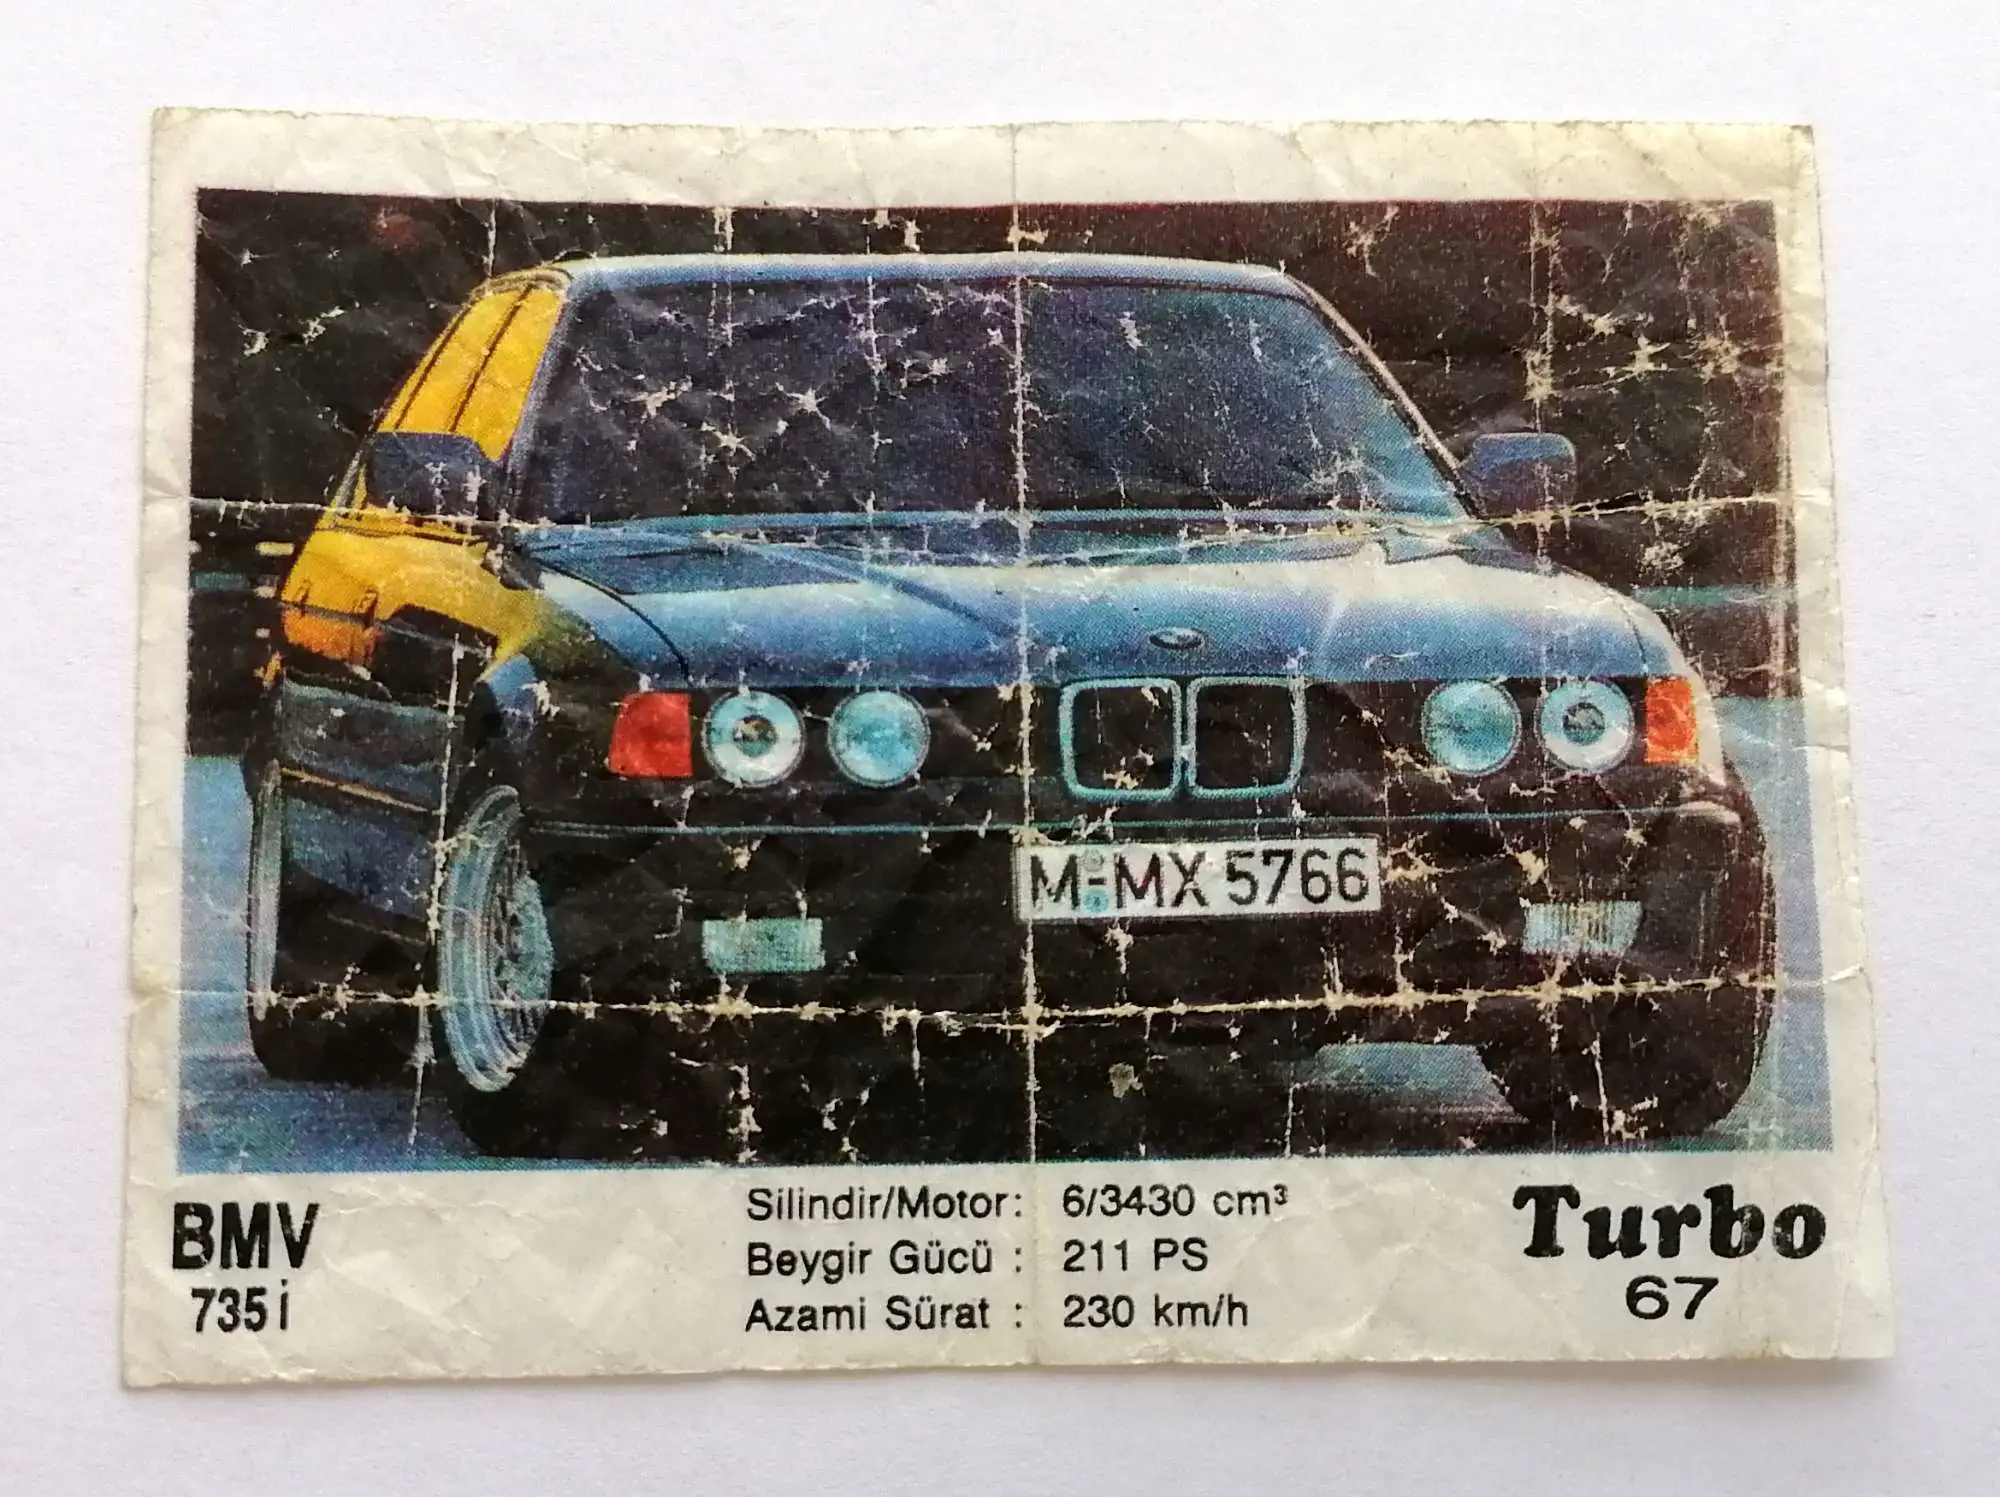 M-MX 5766
BMV
735i
Silindir/Motor: 6/3430 cm³
Beygir Gücü : 211 PS
Azami Sürat : 230 km/h
Turbo
67